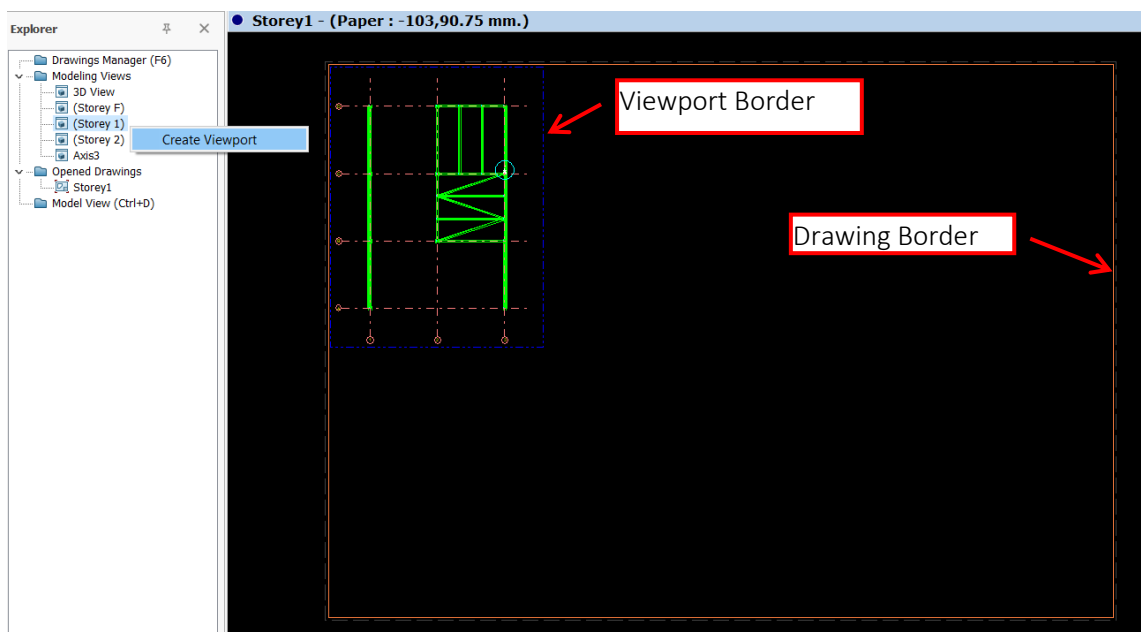 Explorer
Storey1 - (Paper : -103,90.75 mm.)
Drawings Manager (F6)
Modeling Views
3D View
(Storey F)
(Storey 1)
(Storey 2)
Create Viewport
Axis3
Opened Drawings
Storey1
Model View (Ctrl+D)
Viewport Border
Drawing Border